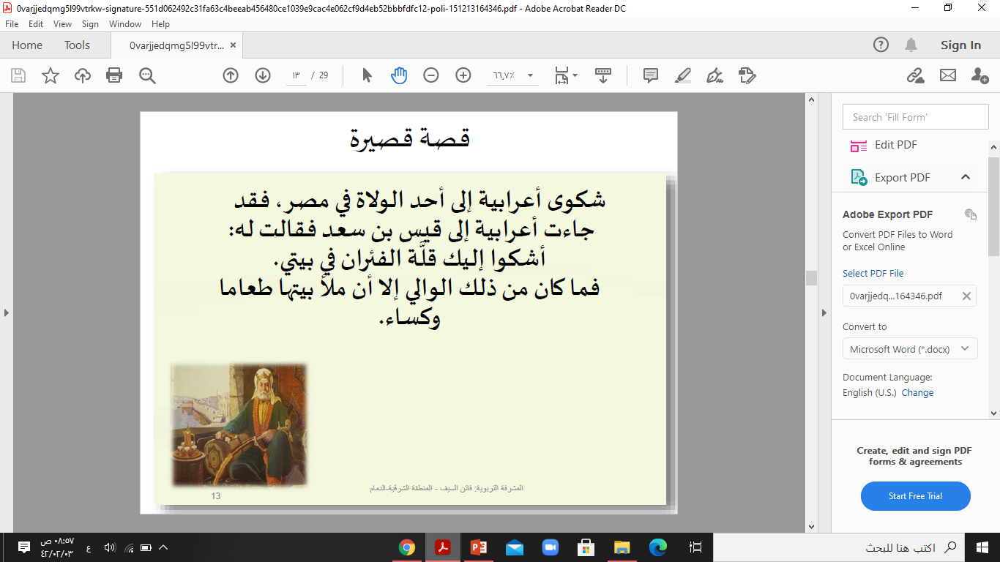 0varjjedqmg5l99vtrkw-signature-551d062492c31fa63c4beeab456480ce1039e9cac4e062cf9d4eb52bbbfdfc12-poli-151213164346.pdf - Adobe Acrobat Reader DC
File Edit View Sign Window Help
Home Tools 0varjjedqmg5l99vtr... Sign In
١٣ / 29 ٦٦,٧٪
قصة قصيرة
شكوى أعرابية إلى أحد الولاة في مصر، فقد
جاءت أعرابية إلى قيس بن سعد فقالت له:
أشكوا إليك قلَّة الفئران في بيتي.
فما كان من ذلك الوالي إلا أن ملأ بيتها طعاما
وكساء.
المشرفة التربوية: فاتن السيف - المنطقة الشرقية-الدمام
13
Search 'Fill Form'
Edit PDF
Export PDF
Adobe Export PDF
Convert PDF Files to Word
or Excel Online
Select PDF File
0varjjedq...164346.pdf
Convert to
Microsoft Word (*.docx)
Document Language:
English (U.S.) Change
Create, edit and sign PDF
forms & agreements
Start Free Trial
٠٨:٥٧ ص
٤٢/٠٢/٠٣
ع
اكتب هنا للبحث